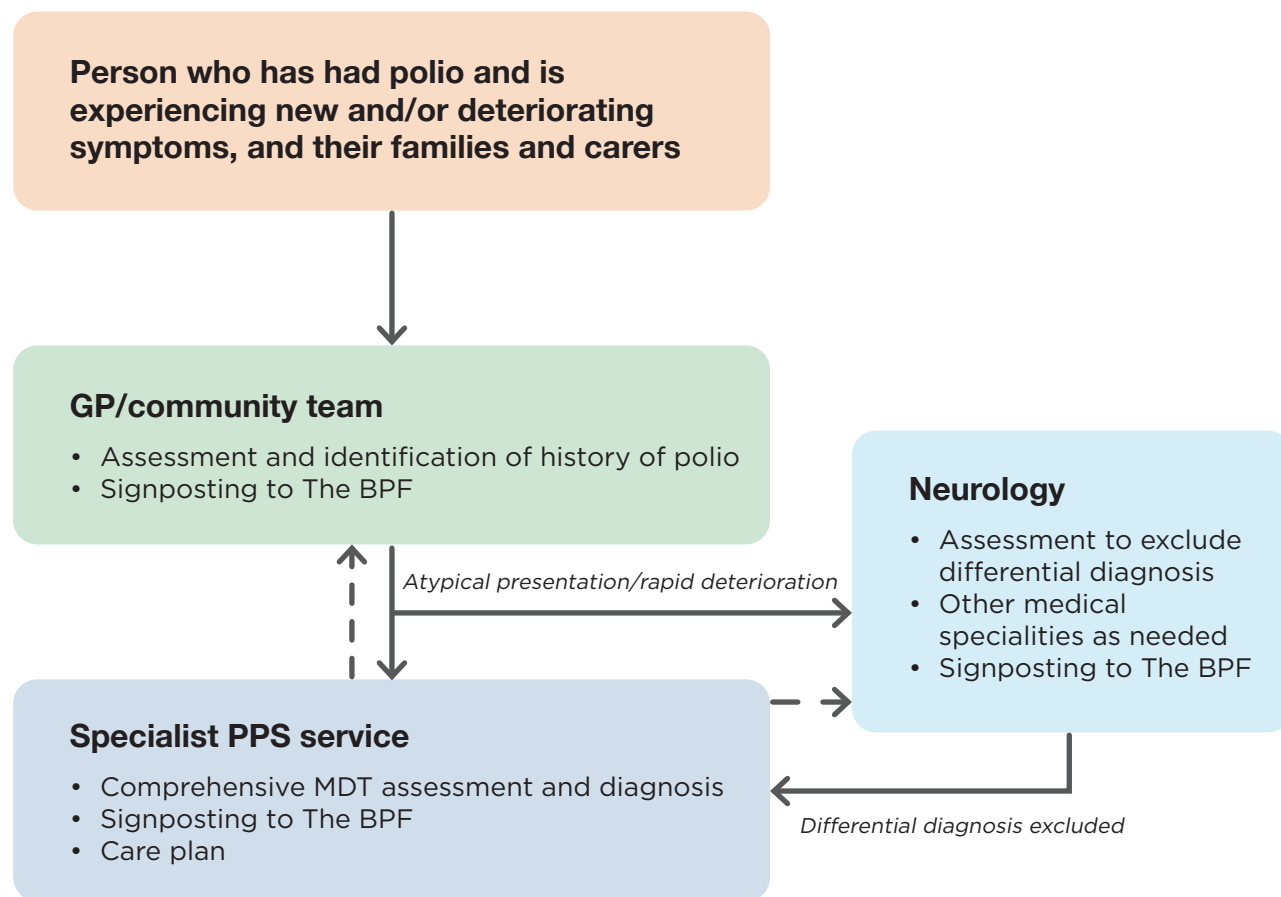 Person who has had polio and is
experiencing new and/or deteriorating
symptoms, and their families and carers
GP/community team
• Assessment and identification of history of polio
• Signposting to The BPF
Atypical presentation/rapid deterioration
Neurology
• Assessment to exclude
differential diagnosis
• Other medical
specialities as needed
• Signposting to The BPF
Specialist PPS service
• Comprehensive MDT assessment and diagnosis
• Signposting to The BPF
• Care plan
Differential diagnosis excluded